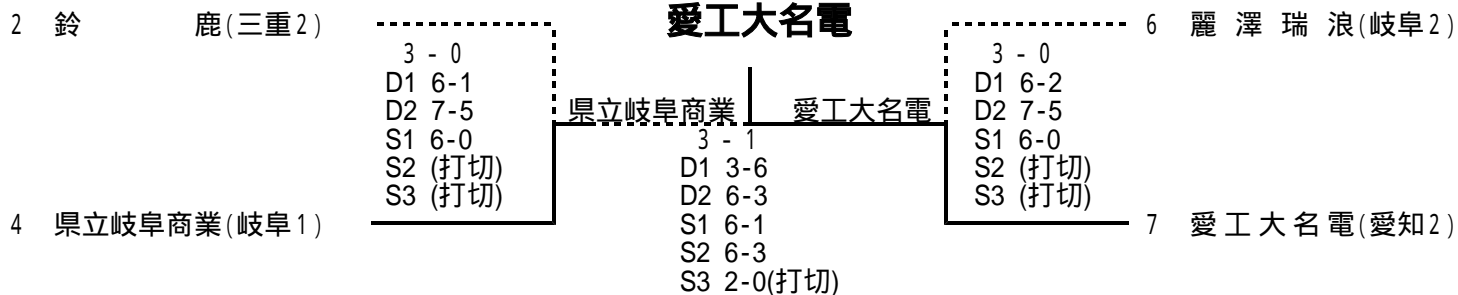 愛工大名電
2 鈴 鹿(三重2)
6 麗 澤 瑞 浪(岐阜2)
3 - 0
D1 6-1
D2 7-5
S1 6-0
S2 (打切)
S3 (打切)
県立岐阜商業
愛工大名電
3 - 1
D1 3-6
D2 6-3
S1 6-1
S2 6-3
S3 2-0(打切)
3 - 0
D1 6-2
D2 7-5
S1 6-0
S2 (打切)
S3 (打切)
4 県立岐阜商業(岐阜1)
7 愛 工 大 名 電(愛知2)